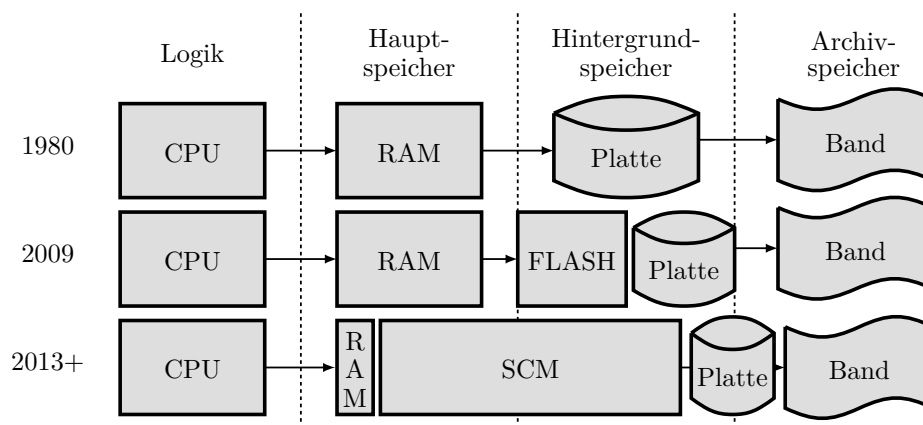 Logik
Haupt-
speicher
Hintergrund-
speicher
Archiv-
speicher
1980
CPU
RAM
Platte
Band
2009
CPU
RAM
FLASH
Platte
Band
2013+
CPU
R
A
M
SCM
Platte
Band